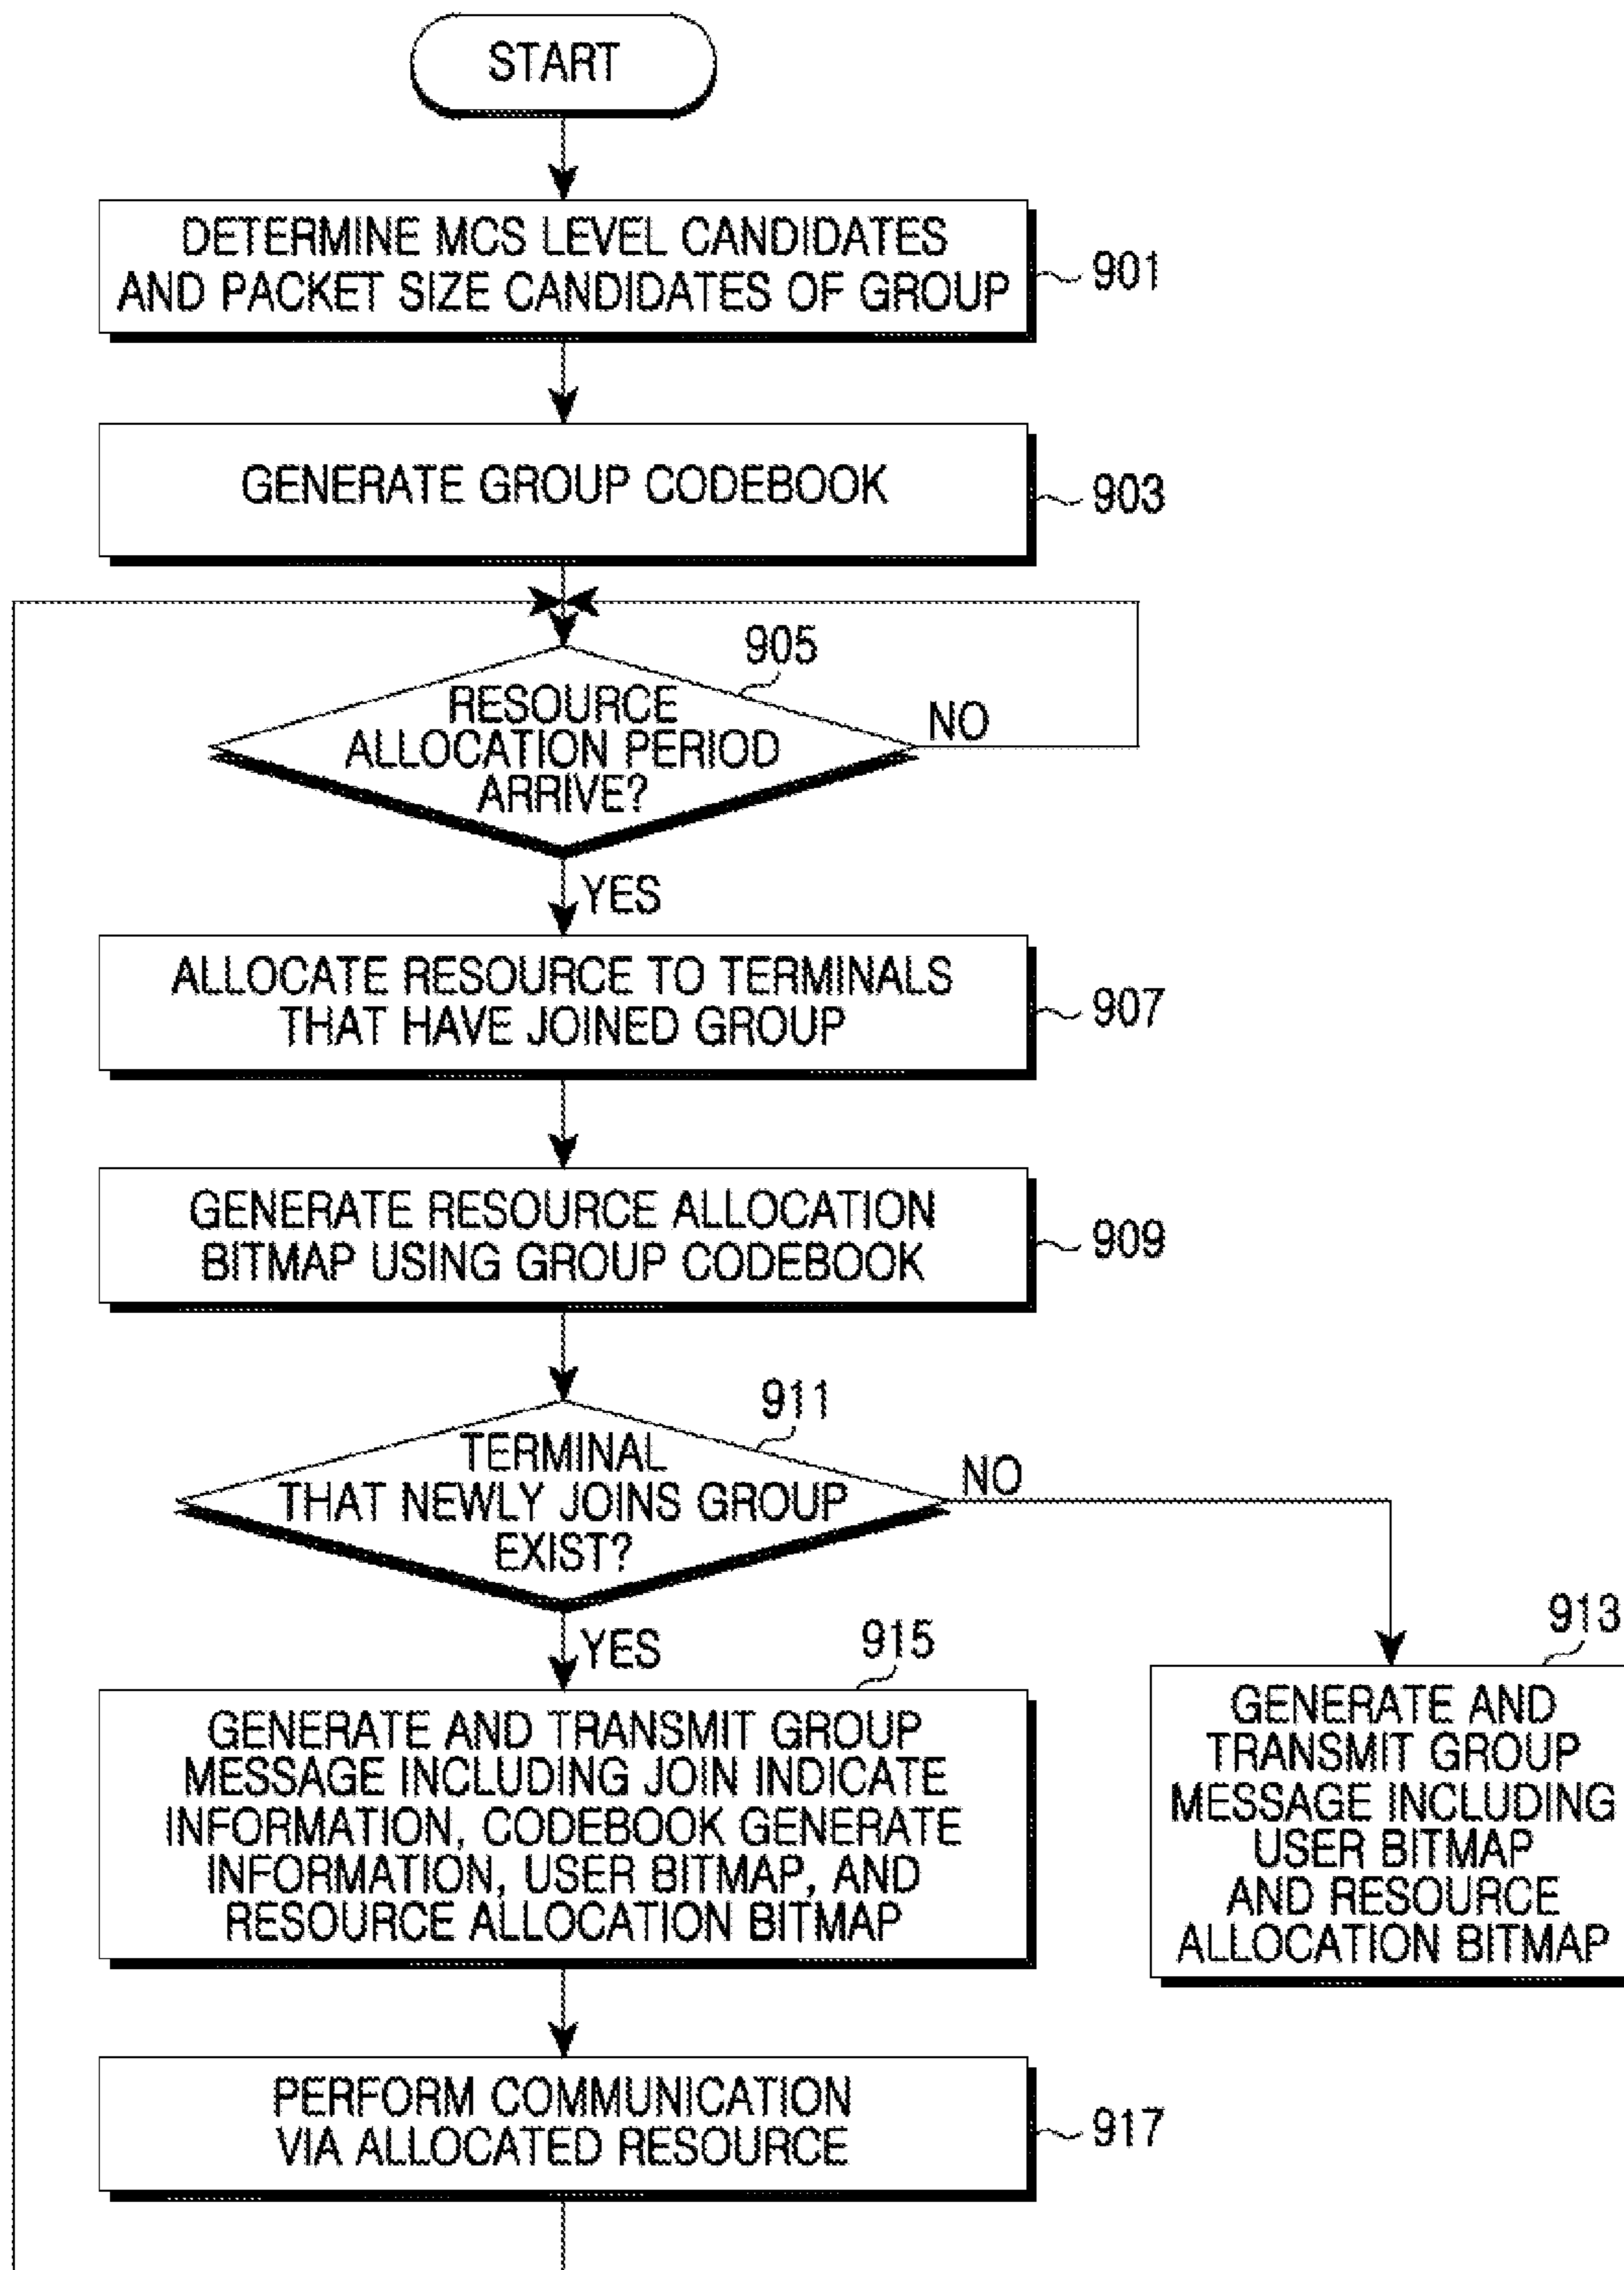 START
DETERMINE MCS LEVEL CANDIDATES
AND PACKET SIZE CANDIDATES OF GROUP
901
GENERATE GROUP CODEBOOK
903
905
RESOURCE
ALLOCATION PERIOD
ARRIVE?
NO
YES
ALLOCATE RESOURCE TO TERMINALS
THAT HAVE JOINED GROUP
907
GENERATE RESOURCE ALLOCATION
BITMAP USING GROUP CODEBOOK
909
911
TERMINAL
THAT NEWLY JOINS GROUP
EXIST?
NO
YES
915
GENERATE AND TRANSMIT GROUP
MESSAGE INCLUDING JOIN INDICATE
INFORMATION, CODEBOOK GENERATE
INFORMATION, USER BITMAP, AND
RESOURCE ALLOCATION BITMAP
913
GENERATE AND
TRANSMIT GROUP
MESSAGE INCLUDING
USER BITMAP
AND RESOURCE
ALLOCATION BITMAP
PERFORM COMMUNICATION
VIA ALLOCATED RESOURCE
917